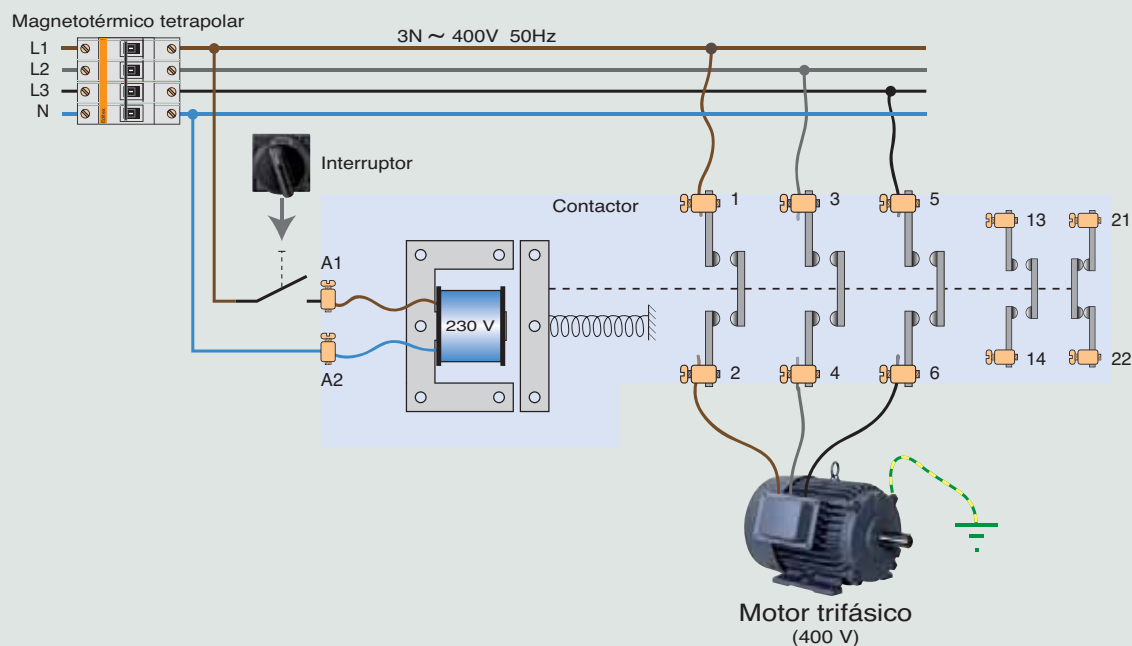 Magnetotérmico tetrapolar
L1
3N ~ 400V 50Hz
L2
L3
N
Interruptor
Contactor
1
3
5
13
21
A1
230 V
A2
14
22
2
4
6
Motor trifásico
(400 V)